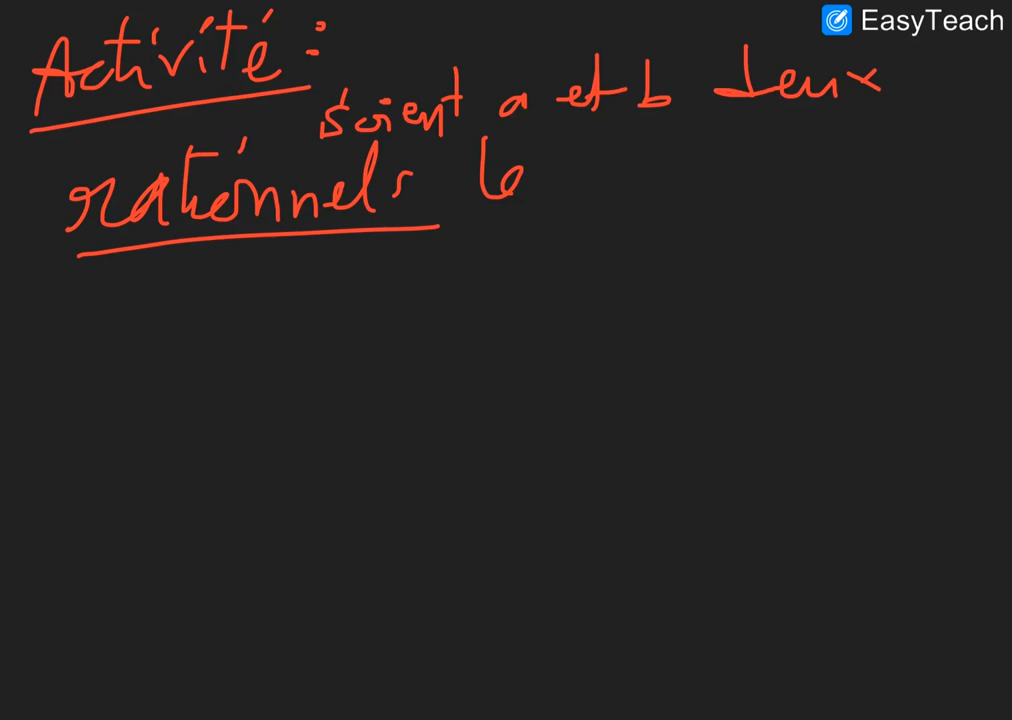 EasyTeach
Activité :
soient a et b deux
rationnels